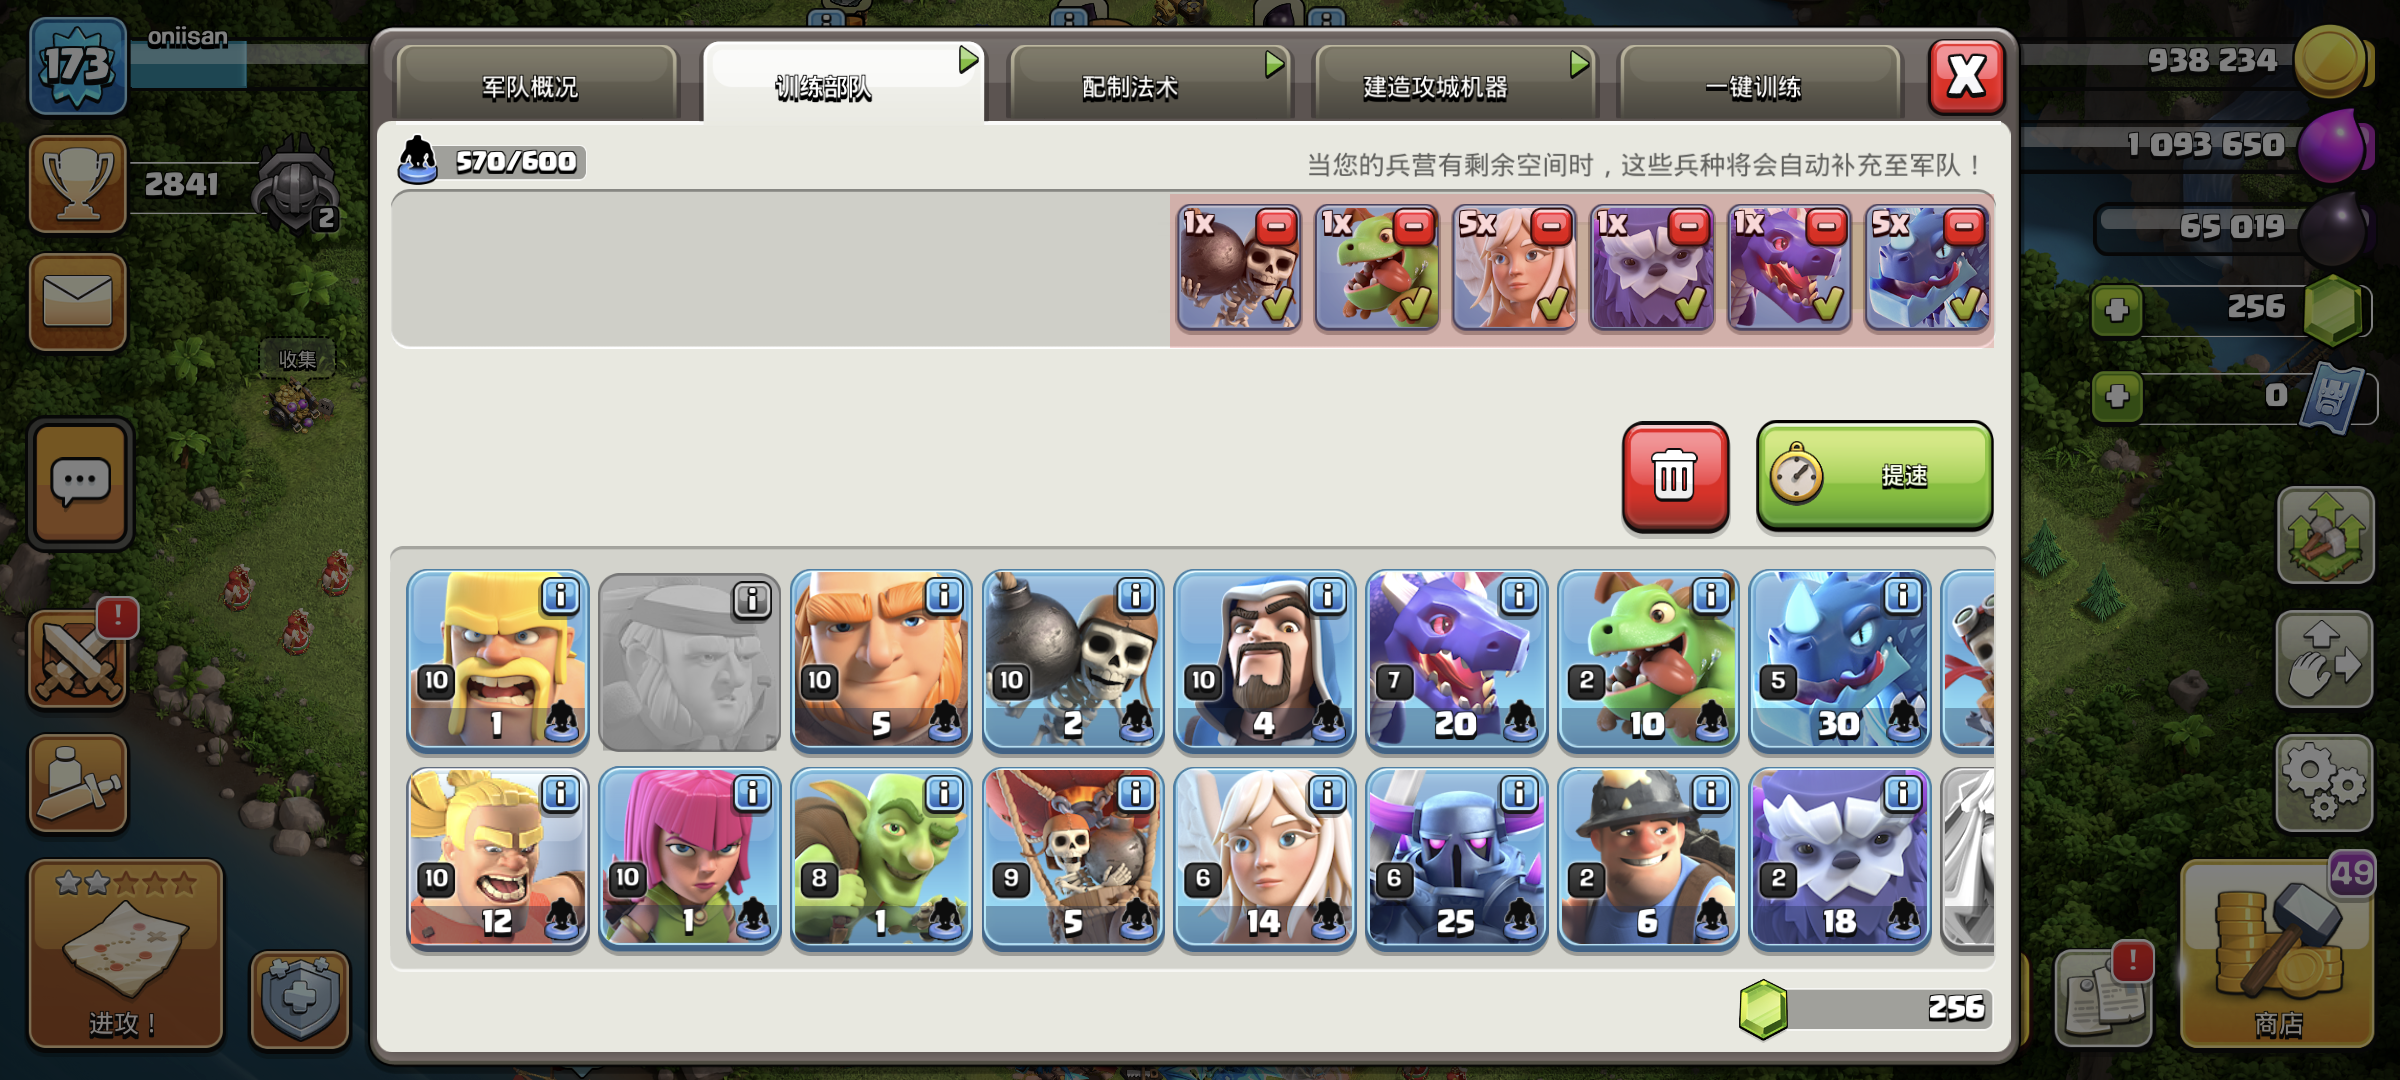 173
oniisan
军队概况
训练部队
配制法术
建造攻城机器
一键训练
X
938 234
2841
2
1 093 650
65 019
256
0
570/600
当您的兵营有剩余空间时，这些兵种将会自动补充至军队！
1x
1x
5x
1x
1x
5x
收集
提速
10
1
10
5
10
2
10
4
7
20
2
10
5
30
10
12
10
1
8
1
9
5
6
14
6
25
2
6
2
18
!
进攻！
256
!
49
商店